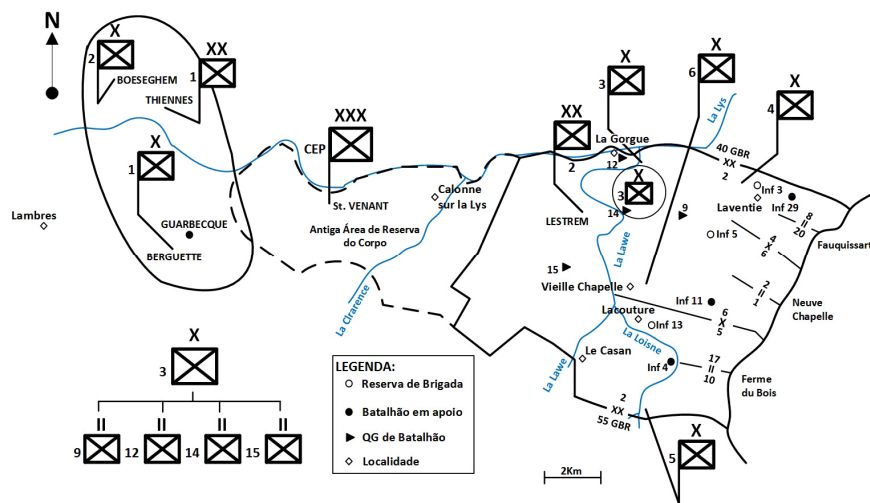 N
X
2
BOESEGHEM
XX
1
THIENNES
X
1
GUARBECQUE
BERGUETTE
Lambres
XXX
CEP
St. VENANT
Antiga Área de Reserva
do Corpo
Calonne
sur la Lys
La Clrarence
XX
2
LESTREM
X
3
La Gorgue
12
X
3
14
X
6
La Lys
X
4
40 GBR
XX
2
Inf 3
Inf 29
Laventie
9
Inf 5
8
II
20
Fauquissart
4
X
6
La Lawe
15
Vieille Chapelle
2
II
1
Neuve
Chapelle
Inf 11
6
X
5
Lacouture
Inf 13
La Loisne
Le Casan
La Lawe
Inf 4
17
II
10
Ferme
du Bois
2
XX
55 GBR
X
5
2Km
X
3
II
9
II
12
II
14
II
15
LEGENDA:
Reserva de Brigada
Batalhão em apoio
QG de Batalhão
Localidade